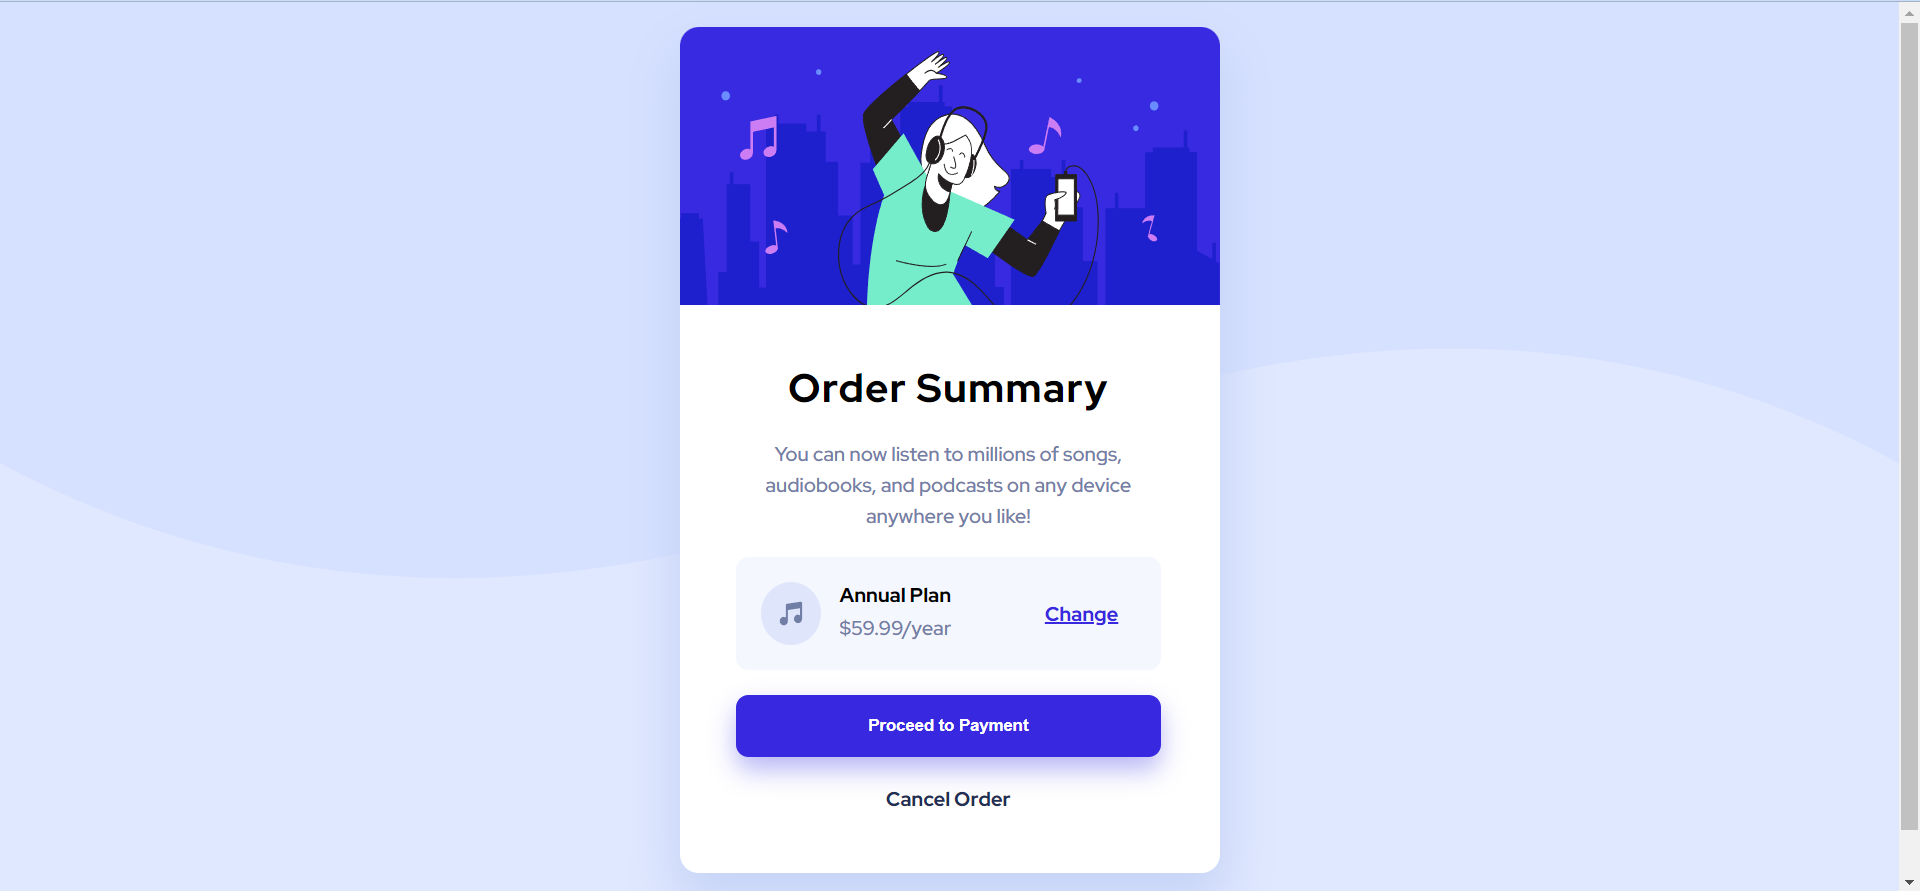 Order Summary
You can now listen to millions of songs,
audiobooks, and podcasts on any device
anywhere you like!
Annual Plan
$59.99/year
Change
Proceed to Payment
Cancel Order